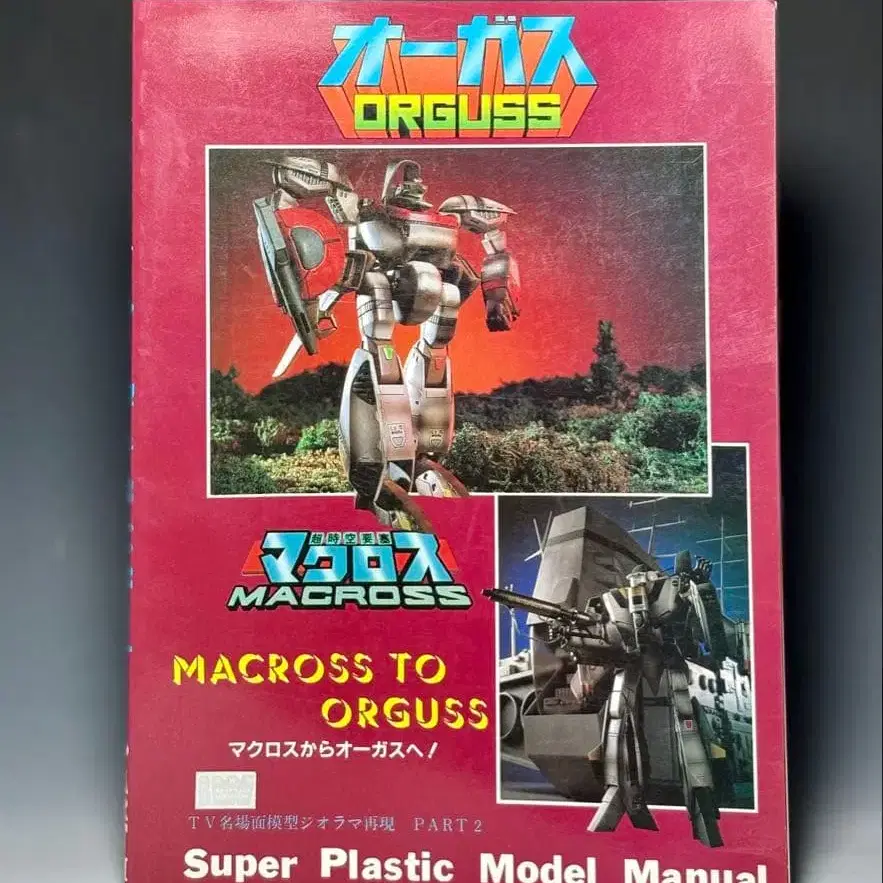 オーガス
ORGUSS
超時空要塞
マクロス
MACROSS
MACROSS TO
ORGUSS
マクロスからオーガスへ!
TV名場面模型ジオラマ再現 PART2
Super Plastic Model Manual